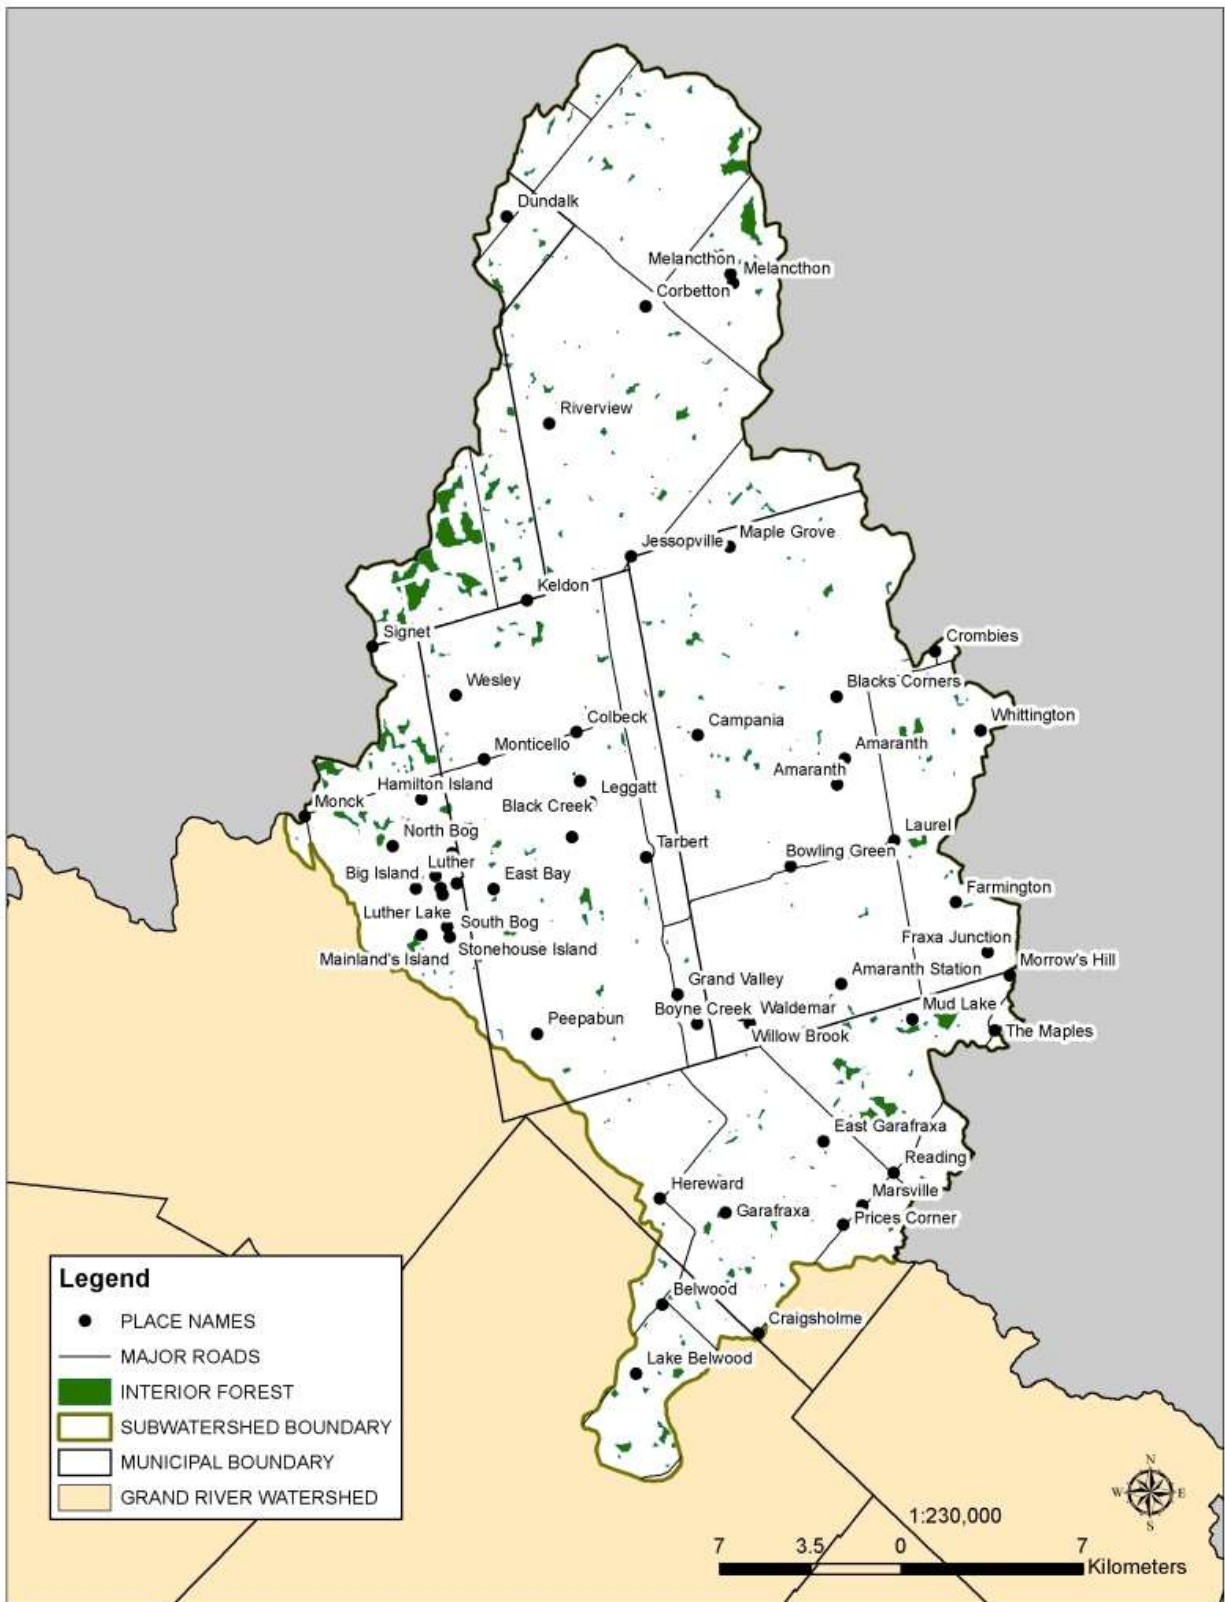 Dundalk
Melancthon
Melancthon
Corbetton
Riverview
Jessopville
Maple Grove
Keldon
Signet
Crombies
Wesley
Blacks Corners
Colbeck
Campania
Whittington
Monticello
Amaranth
Amaranth
Hamilton Island
Leggatt
Monck
Black Creek
North Bog
Tarbert
Laurel
Bowling Green
Luther
Big Island
East Bay
Farmington
Luther Lake
South Bog
Fraxa Junction
Mainland's Island
Stonehouse Island
Morrow's Hill
Amaranth Station
Grand Valley
Boyne Creek
Waldemar
Mud Lake
Peepabun
Willow Brook
The Maples
East Garafraxa
Reading
Hereward
Marsville
Garafraxa
Prices Corner
Belwood
Craigsholme
Lake Belwood
Legend
PLACE NAMES
MAJOR ROADS
INTERIOR FOREST
SUBWATERSHED BOUNDARY
MUNICIPAL BOUNDARY
GRAND RIVER WATERSHED
N
W E
S
1:230,000
7 3.5 0 7
Kilometers